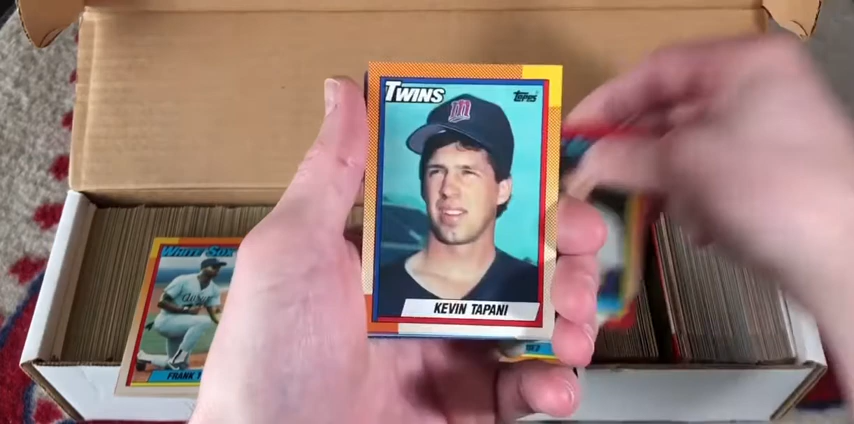 TWINS
Topps
KEVIN TAPANI
WHITE SOX
FRANK T